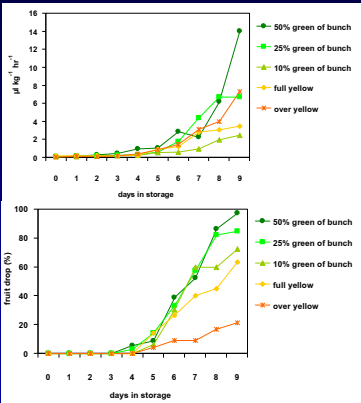 µl kg⁻¹ hr⁻¹
16
14
12
10
8
6
4
2
0
0 1 2 3 4 5 6 7 8 9
days in storage
50% green of bunch
25% green of bunch
10% green of bunch
full yellow
over yellow
fruit drop (%)
100
80
60
40
20
0
0 1 2 3 4 5 6 7 8 9
days in storage
50% green of bunch
25% green of bunch
10% green of bunch
full yellow
over yellow